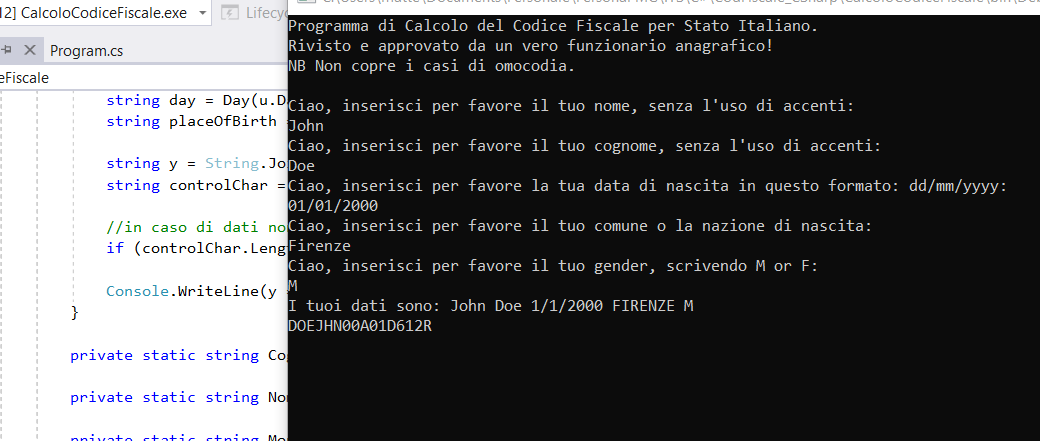 12] CalcoloCodiceFiscale.exe
Lifecy
Program.cs
eFiscale
string day = Day(u.D
string placeOfBirth
string y = String.Jo
string controlChar =
//in caso di dati no
if (controlChar.Leng
Console.WriteLine(y
}
private static string Cog
private static string Nom
private static string Me
Programma di Calcolo del Codice Fiscale per Stato Italiano.
Rivisto e approvato da un vero funzionario anagrafico!
NB Non copre i casi di omocodia.
Ciao, inserisci per favore il tuo nome, senza l'uso di accenti:
John
Ciao, inserisci per favore il tuo cognome, senza l'uso di accenti:
Doe
Ciao, inserisci per favore la tua data di nascita in questo formato: dd/mm/yyyy:
01/01/2000
Ciao, inserisci per favore il tuo comune o la nazione di nascita:
Firenze
Ciao, inserisci per favore il tuo gender, scrivendo M or F:
M
I tuoi dati sono: John Doe 1/1/2000 FIRENZE M
DOEJHN00A01D612R